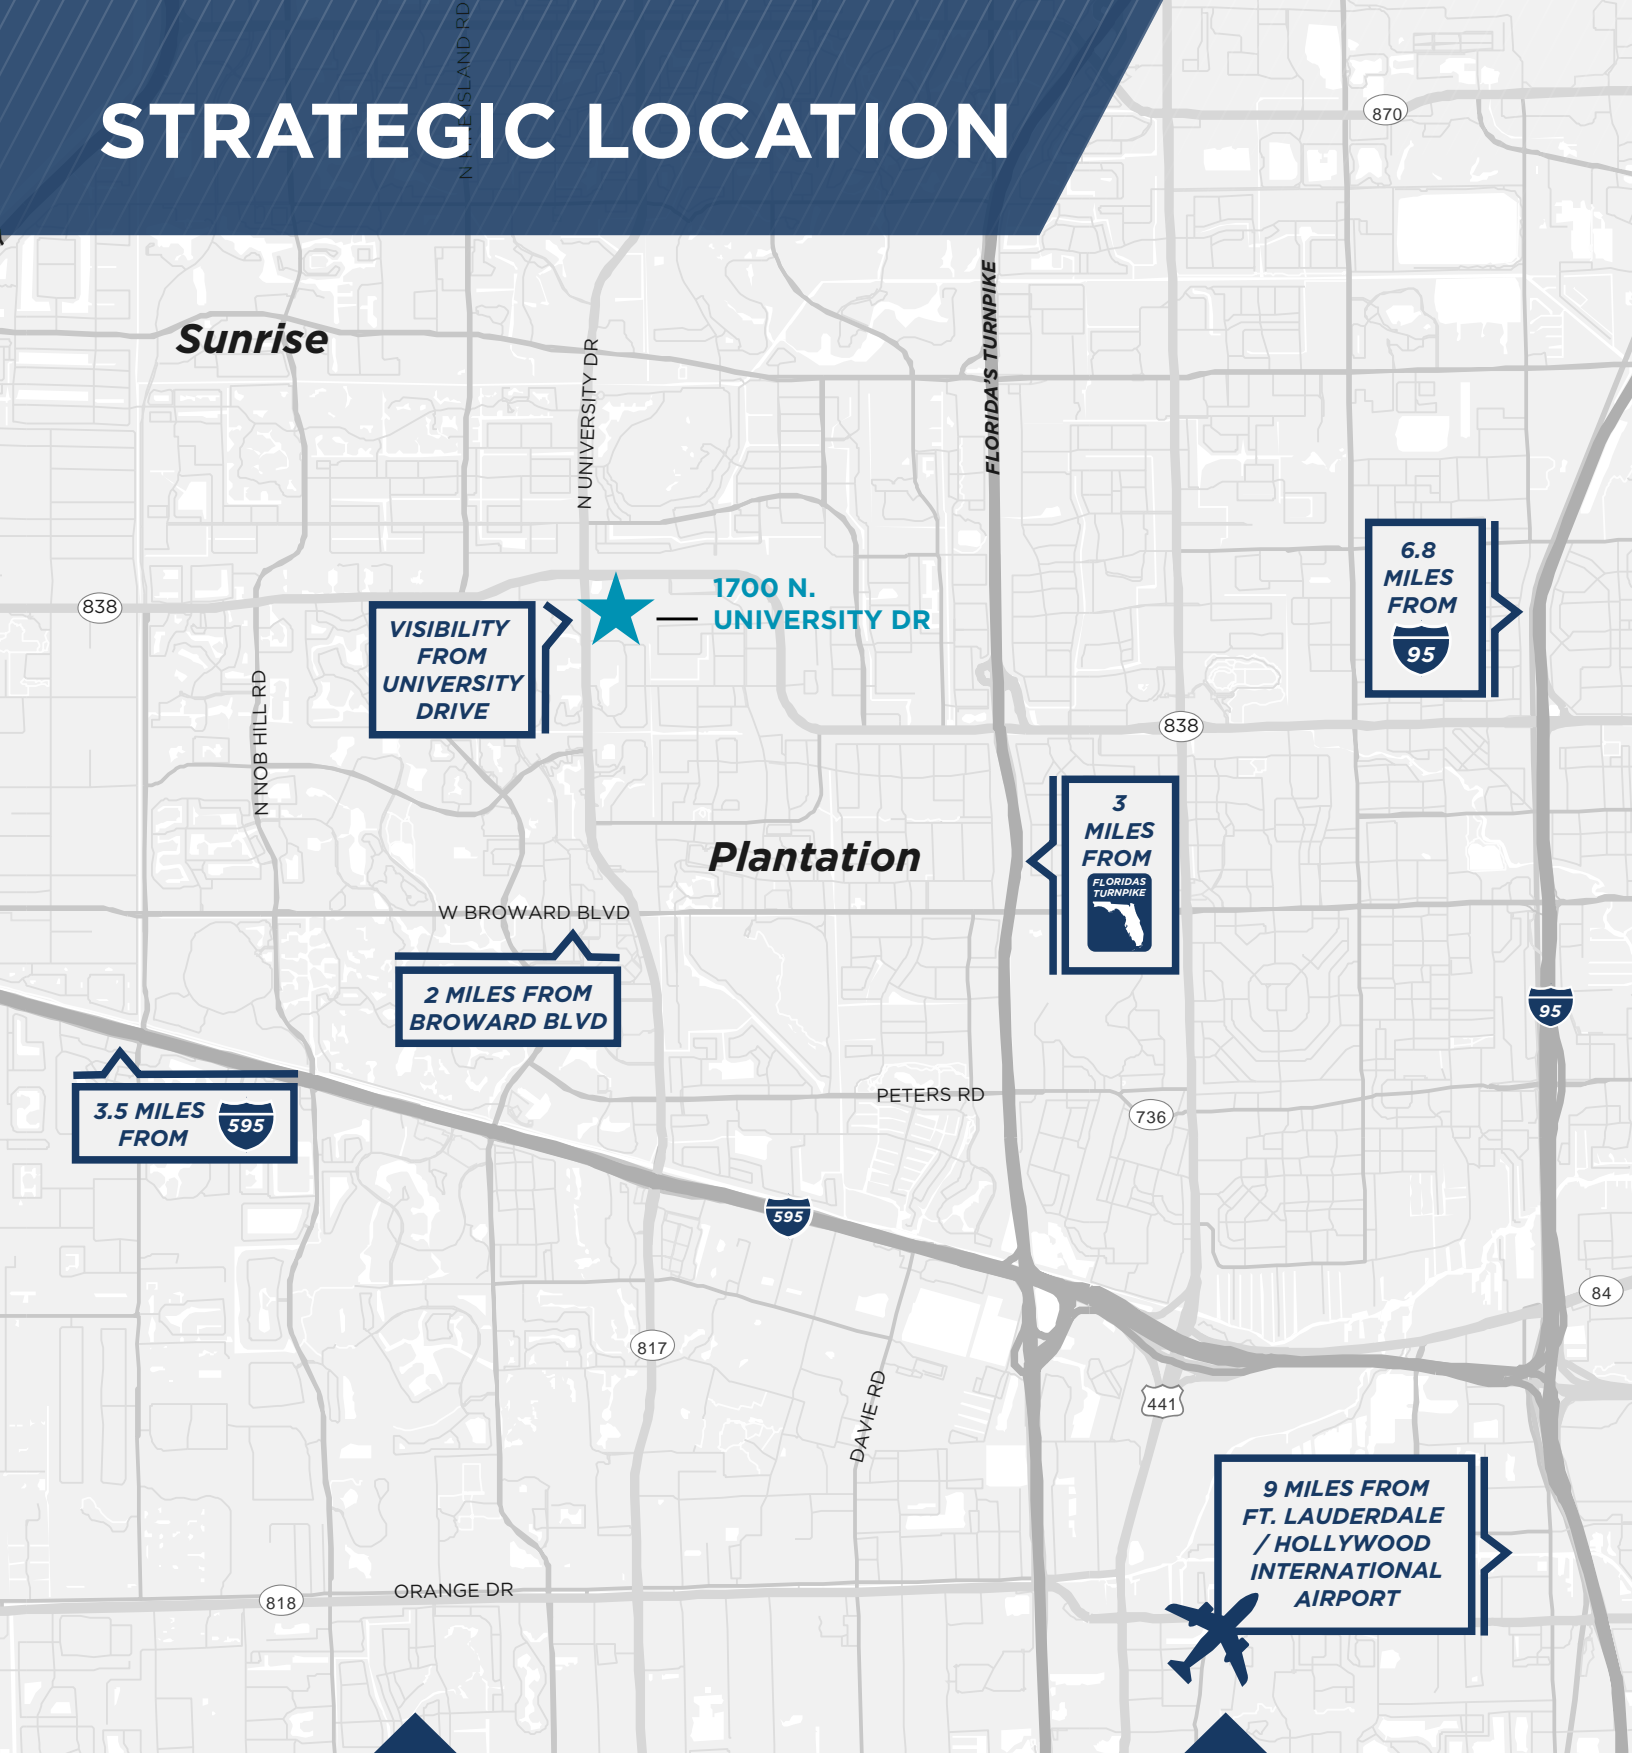 N PINE ISLAND RD
STRATEGIC LOCATION
870
Sunrise
FLORIDA'S TURNPIKE
N UNIVERSITY DR
6.8
MILES
FROM
95
1700 N.
UNIVERSITY DR
838
VISIBILITY
FROM
UNIVERSITY
DRIVE
N NOB HILL RD
838
3
MILES
FROM
FLORIDAS
TURNPIKE
Plantation
W BROWARD BLVD
2 MILES FROM
BROWARD BLVD
95
3.5 MILES
FROM
595
PETERS RD
736
595
84
817
DAVIE RD
441
9 MILES FROM
FT. LAUDERDALE
/ HOLLYWOOD
INTERNATIONAL
AIRPORT
ORANGE DR
818